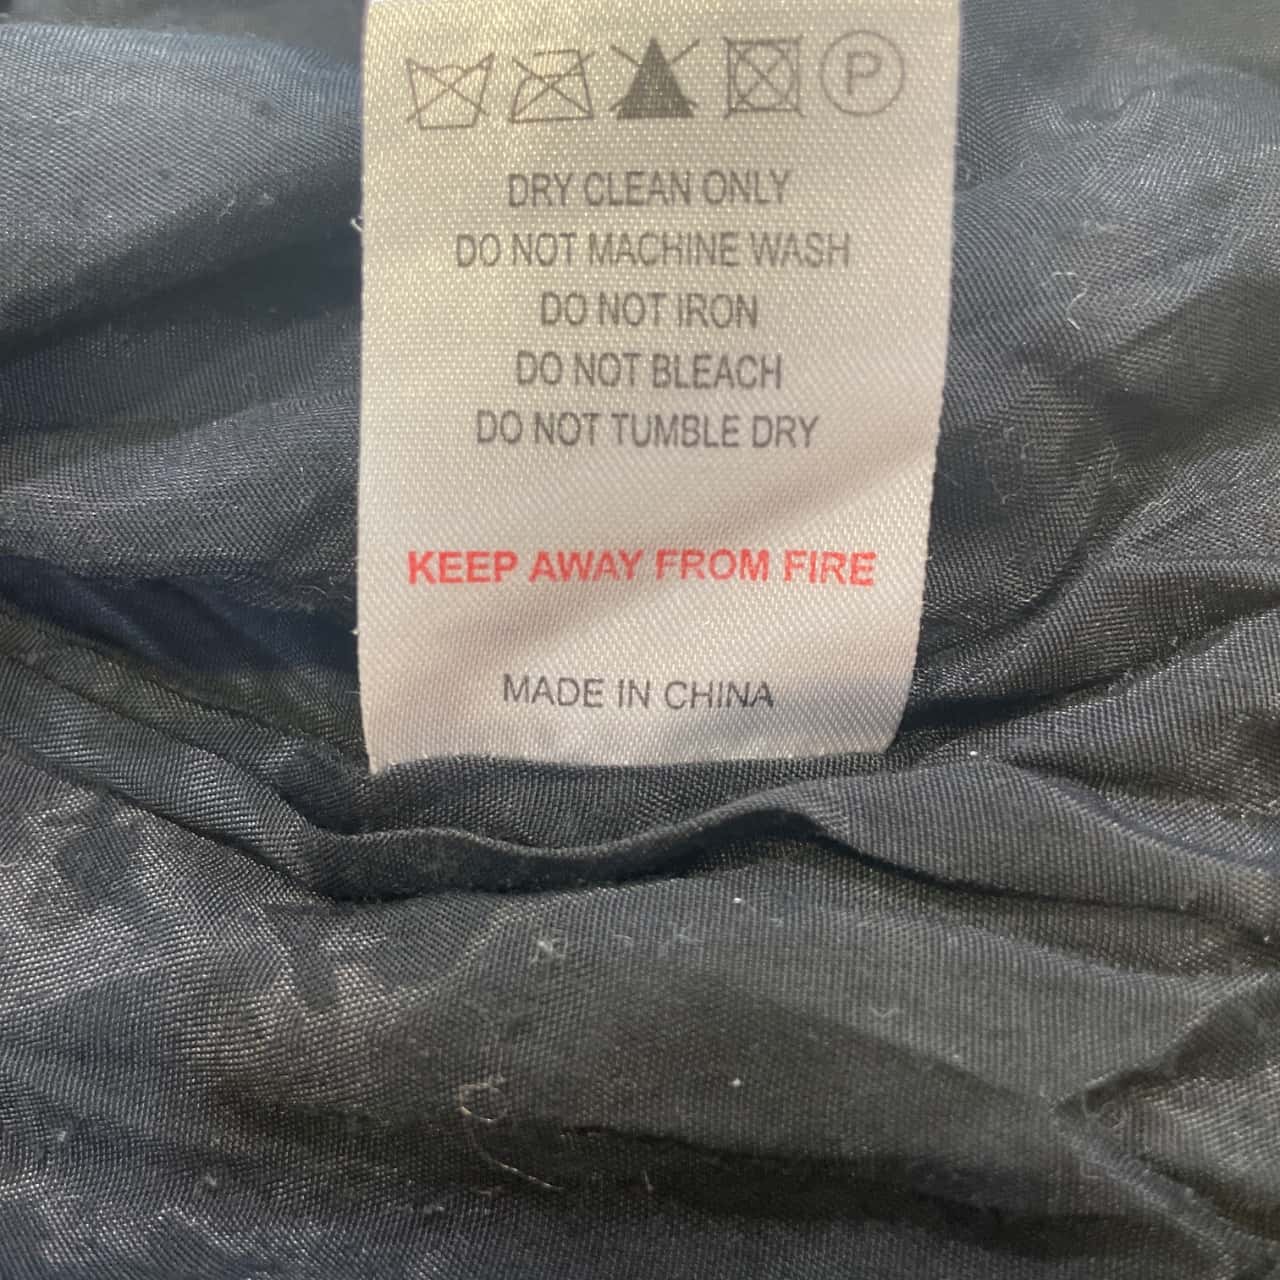 P
DRY CLEAN ONLY
DO NOT MACHINE WASH
DO NOT IRON
DO NOT BLEACH
DO NOT TUMBLE DRY
KEEP AWAY FROM FIRE
MADE IN CHINA